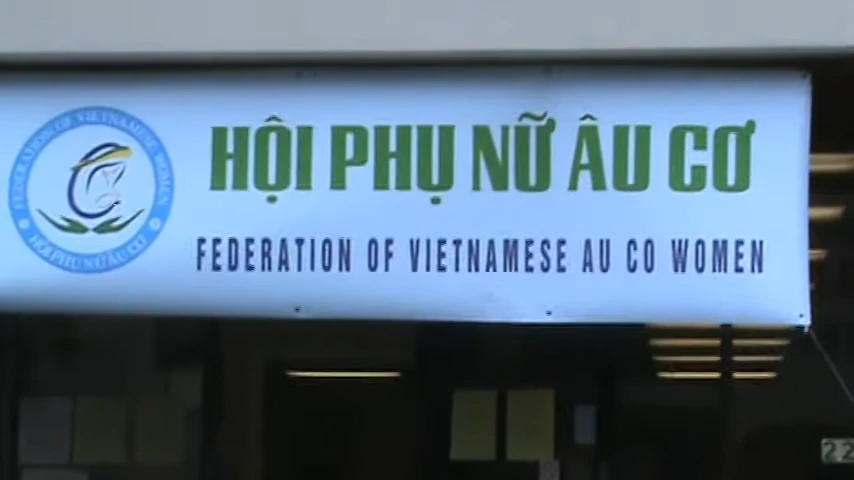 HỘI PHỤ NỮ ÂU CƠ
FEDERATION OF VIETNAMESE AU CO WOMEN
FEDERATION OF VIETNAMESE WOMEN
HỘI PHỤ NỮ ÂU CƠ